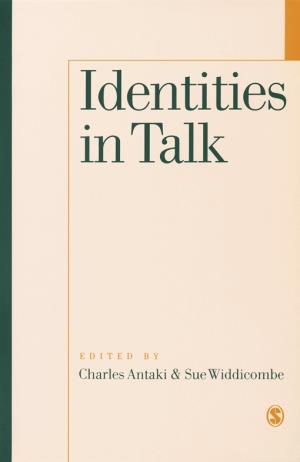 Identities
in Talk
EDITED BY
Charles Antaki & Sue Widdicombe
S